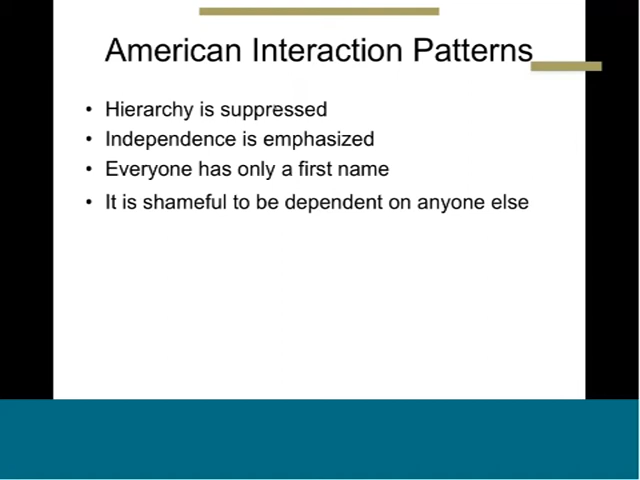 American Interaction Patterns
• Hierarchy is suppressed
• Independence is emphasized
• Everyone has only a first name
• It is shameful to be dependent on anyone else